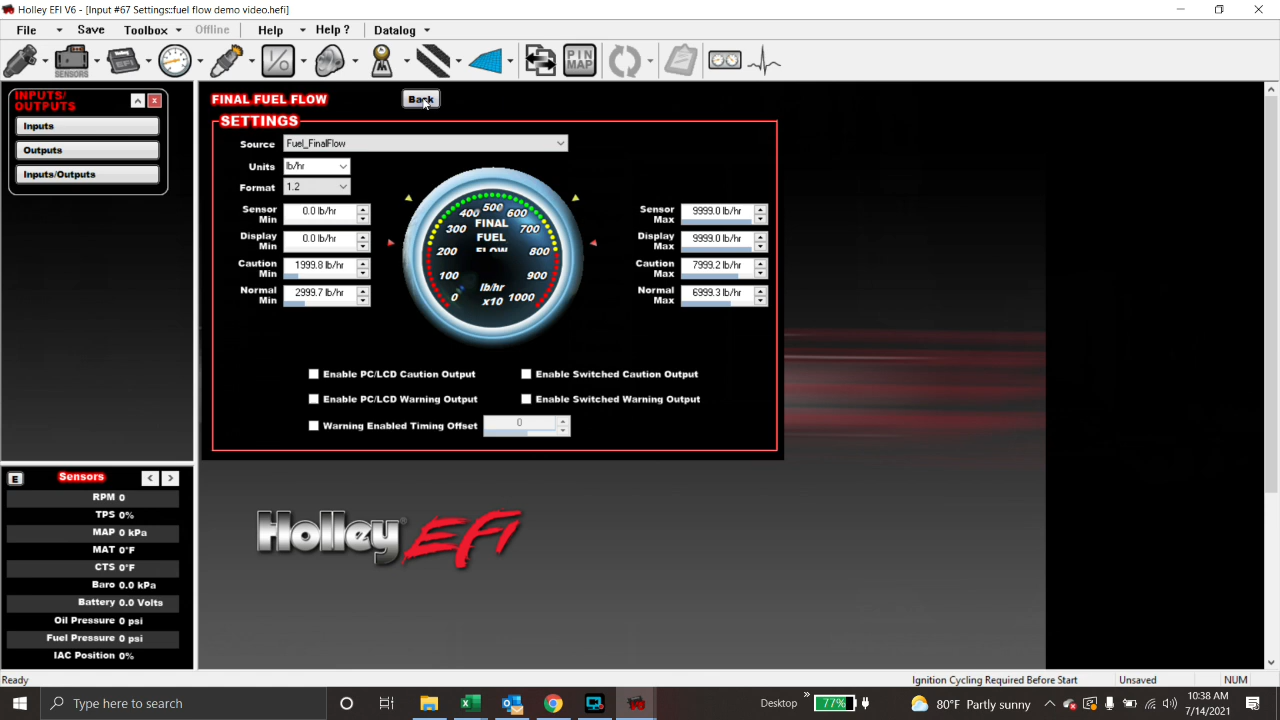 Holley EFI V6 - [Input #67 Settings:fuel flow demo video.hefi]
File Save Toolbox Offline Help Help ? Datalog
SENSORS EFI I/O PIN MAP
INPUTS/
OUTPUTS
Inputs
Outputs
Inputs/Outputs
FINAL FUEL FLOW Back
SETTINGS
Source Fuel_FinalFlow
Units lb/hr
Format 1.2
Sensor Min 0.0 lb/hr
Display Min 0.0 lb/hr
Caution Min 1999.8 lb/hr
Normal Min 2999.7 lb/hr
0 100 200 300 400 500 600 700 800 900 1000
FINAL
FUEL
FLOW
lb/hr
x10
Sensor Max 9999.0 lb/hr
Display Max 9999.0 lb/hr
Caution Max 7999.2 lb/hr
Normal Max 6999.3 lb/hr
Enable PC/LCD Caution Output Enable Switched Caution Output
Enable PC/LCD Warning Output Enable Switched Warning Output
Warning Enabled Timing Offset 0
E Sensors < >
RPM 0
TPS 0%
MAP 0 kPa
MAT 0°F
CTS 0°F
Baro 0.0 kPa
Battery 0.0 Volts
Oil Pressure 0 psi
Fuel Pressure 0 psi
IAC Position 0%
Holley EFI
Ready Ignition Cycling Required Before Start Unsaved NUM
Type here to search Desktop 77% 80°F Partly sunny 10:38 AM
7/14/2021